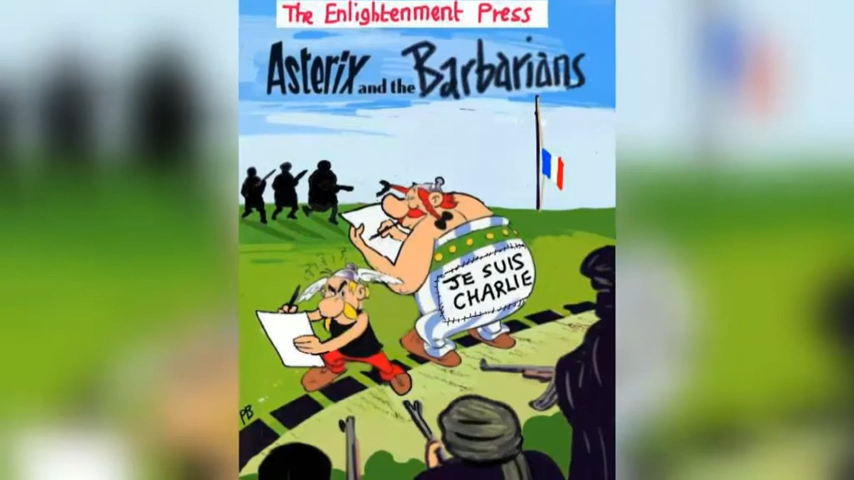 The Enlightenment Press
Asterix and the Barbarians
JE SUIS
CHARLIE
PB